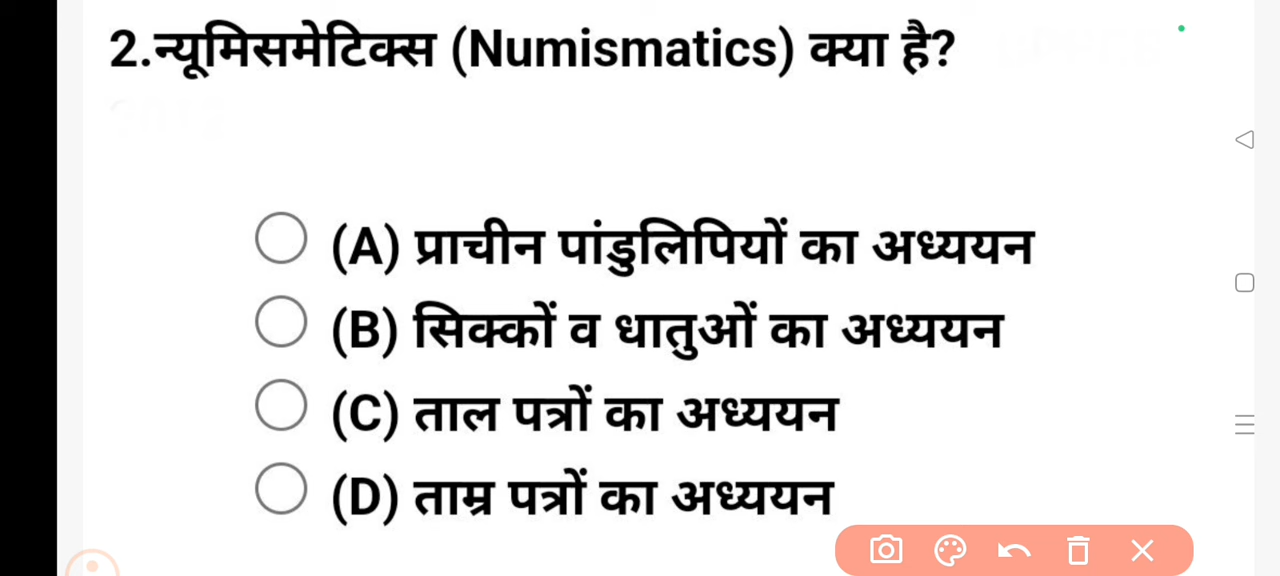 2.न्यूमिसमेटिक्स (Numismatics) क्या है?
(A) प्राचीन पांडुलिपियों का अध्ययन
(B) सिक्कों व धातुओं का अध्ययन
(C) ताल पत्रों का अध्ययन
(D) ताम्र पत्रों का अध्ययन